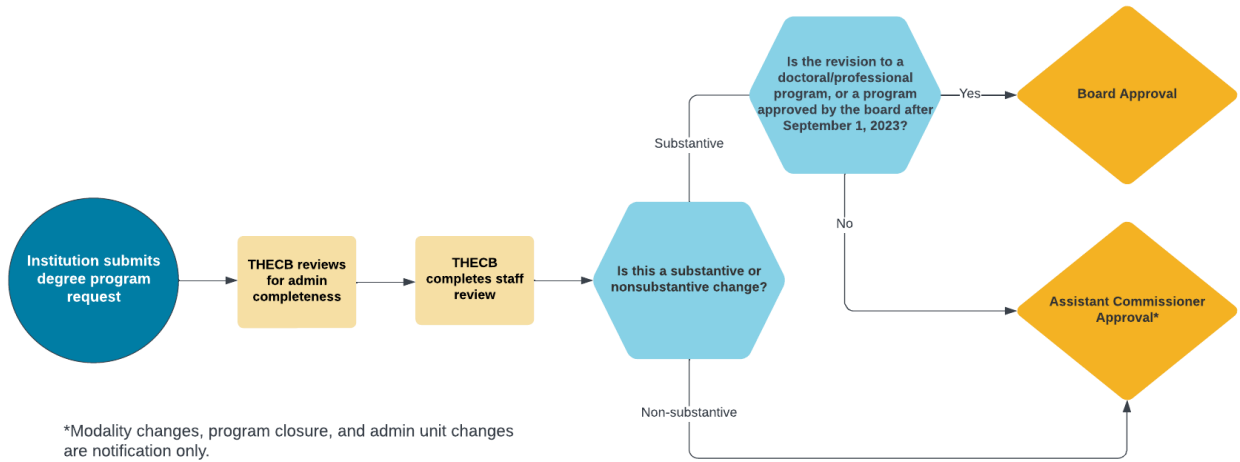 Institution submits
degree program
request
THECB reviews
for admin
completeness
THECB
completes staff
review
Is this a substantive or
nonsubstantive change?
Substantive
Is the revision to a
doctoral/professional
program, or a program
approved by the board after
September 1, 2023?
Yes
Board Approval
No
Assistant Commissioner
Approval*
Non-substantive
*Modality changes, program closure, and admin unit changes
are notification only.